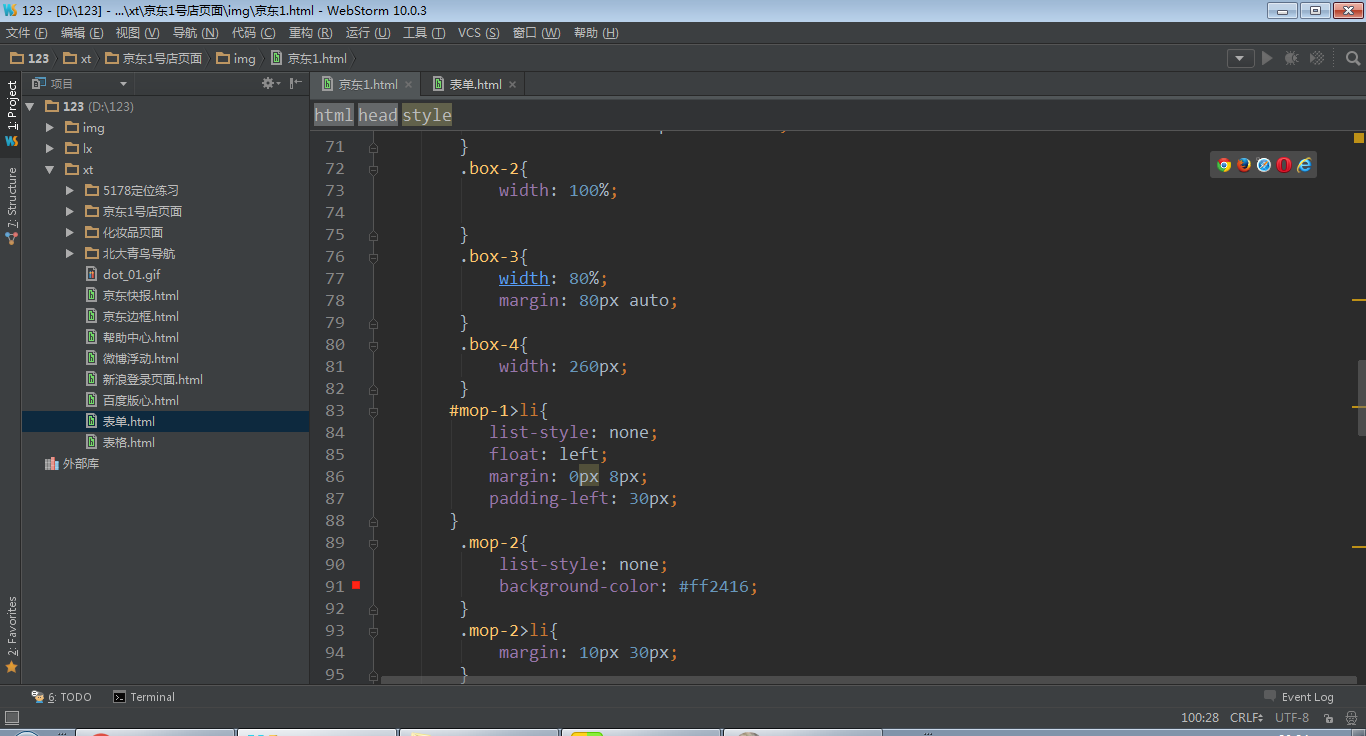 123 - [D:\123] - ...\xt\京东1号店页面\img\京东1.html - WebStorm 10.0.3
文件 (F) 编辑 (E) 视图 (V) 导航 (N) 代码 (C) 重构 (R) 运行 (U) 工具 (T) VCS (S) 窗口 (W) 帮助 (H)
123 xt 京东1号店页面 img 京东1.html
1: Project
7: Structure
2: Favorites
项目
123 (D:\123)
img
lx
xt
5178定位练习
京东1号店页面
化妆品页面
北大青鸟导航
dot_01.gif
京东快报.html
京东边框.html
帮助中心.html
微博浮动.html
新浪登录页面.html
百度版心.html
表单.html
表格.html
外部库
京东1.html 表单.html
html head style
71 }
72 .box-2{
73 width: 100%;
74
75 }
76 .box-3{
77 width: 80%;
78 margin: 80px auto;
79 }
80 .box-4{
81 width: 260px;
82 }
83 #mop-1>li{
84 list-style: none;
85 float: left;
86 margin: 0px 8px;
87 padding-left: 30px;
88 }
89 .mop-2{
90 list-style: none;
91 background-color: #ff2416;
92 }
93 .mop-2>li{
94 margin: 10px 30px;
95 }
6: TODO Terminal Event Log
100:28 CRLF UTF-8